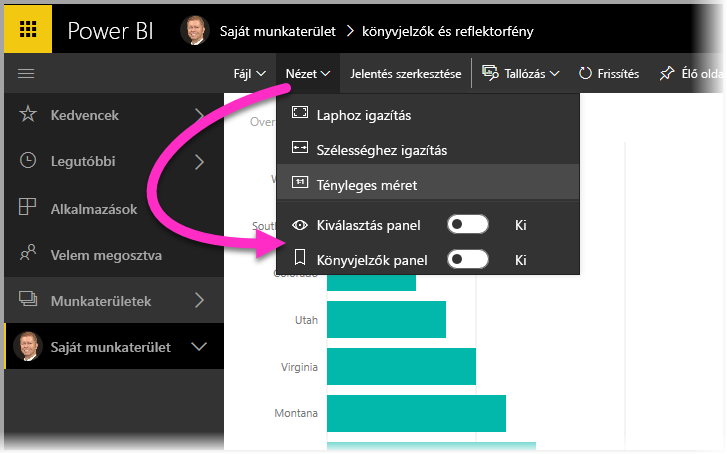 Power BI
Saját munkaterület > könyvjelzők és reflektorfény
Fájl
Nézet
Jelentés szerkesztése
Tallózás
Frissítés
Élő olda
Kedvencek
Legutóbbi
Alkalmazások
Velem megosztva
Munkaterületek
Saját munkaterület
Laphoz igazítás
Szélességhez igazítás
1:1 Tényleges méret
Kiválasztás panel Ki
Könyvjelzők panel Ki
Over
W
South
Colorado
Utah
Virginia
Montana